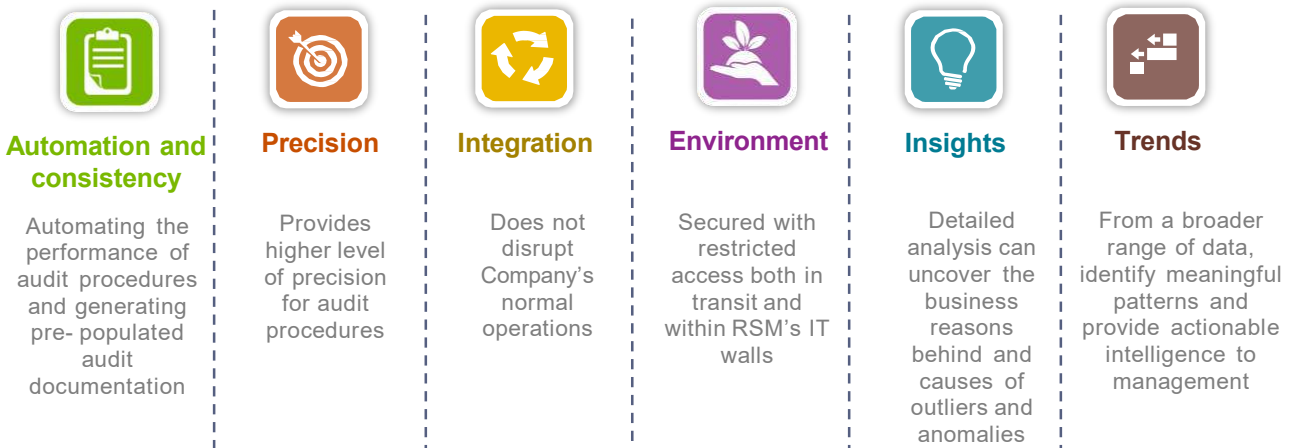 Automation and
consistency
Automating the
performance of
audit procedures
and generating
pre- populated
audit
documentation
Precision
Provides
higher level
of precision
for audit
procedures
Integration
Does not
disrupt
Company's
normal
operations
Environment
Secured with
restricted
access both in
transit and
within RSM's IT
walls
Insights
Detailed
analysis can
uncover the
business
reasons
behind and
causes of
outliers and
anomalies
Trends
From a broader
range of data,
identify meaningful
patterns and
provide actionable
intelligence to
management